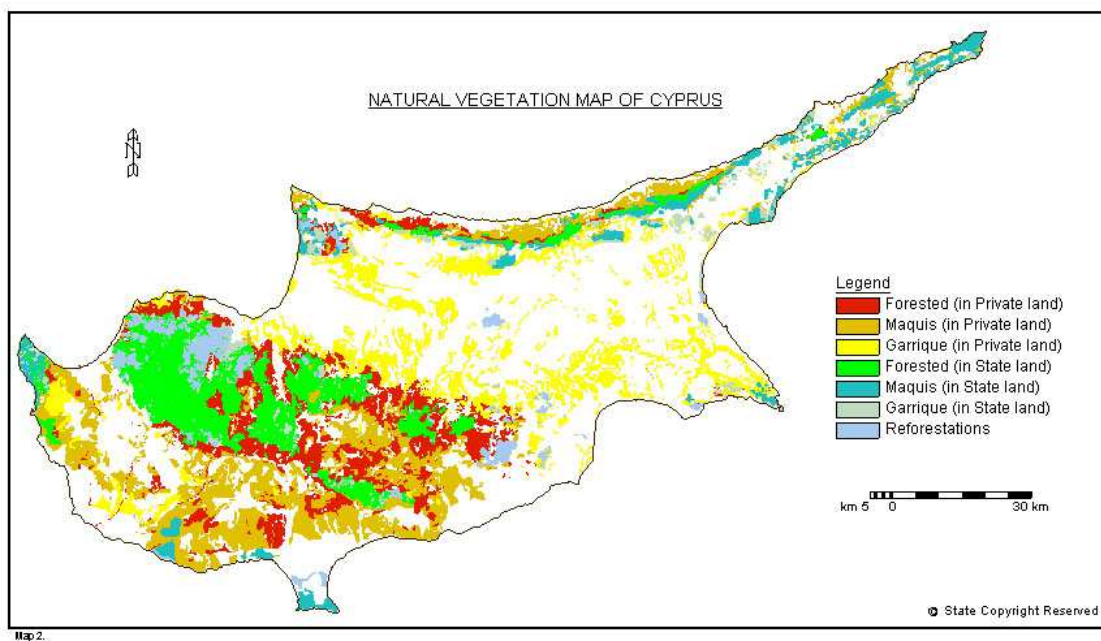 NATURAL VEGETATION MAP OF CYPRUS
N
Legend
Forested (in Private land)
Maquis (in Private land)
Garrique (in Private land)
Forested (in State land)
Maquis (in State land)
Garrique (in State land)
Reforestations
km 5 0 30 km
© State Copyright Reserved
Map 2.